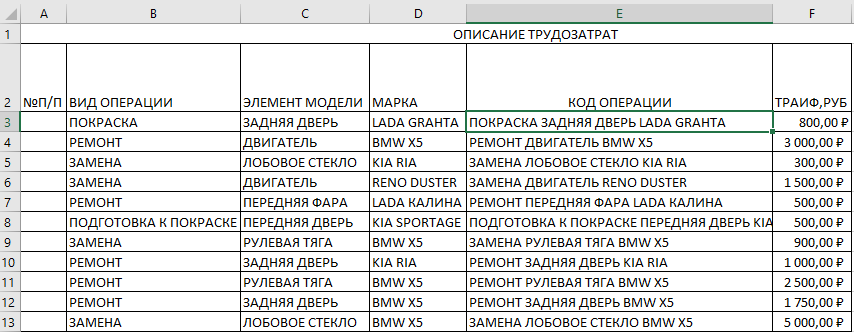 A B C D E F
1 ОПИСАНИЕ ТРУДОЗАТРАТ
2 №П/П ВИД ОПЕРАЦИИ ЭЛЕМЕНТ МОДЕЛИ МАРКА КОД ОПЕРАЦИИ ТРАИФ,РУБ
3 ПОКРАСКА ЗАДНЯЯ ДВЕРЬ LADA GRAНТА ПОКРАСКА ЗАДНЯЯ ДВЕРЬ LADA GRAНТА 800,00 ₽
4 РЕМОНТ ДВИГАТЕЛЬ BMW X5 РЕМОНТ ДВИГАТЕЛЬ BMW X5 3 000,00 ₽
5 ЗАМЕНА ЛОБОВОЕ СТЕКЛО KIA RIA ЗАМЕНА ЛОБОВОЕ СТЕКЛО KIA RIA 300,00 ₽
6 ЗАМЕНА ДВИГАТЕЛЬ RENO DUSTER ЗАМЕНА ДВИГАТЕЛЬ RENO DUSTER 1 500,00 ₽
7 РЕМОНТ ПЕРЕДНЯЯ ФАРА LADA КАЛИНА РЕМОНТ ПЕРЕДНЯЯ ФАРА LADA КАЛИНА 500,00 ₽
8 ПОДГОТОВКА К ПОКРАСКЕ ПЕРЕДНЯЯ ДВЕРЬ KIA SPORTAGE ПОДГОТОВКА К ПОКРАСКЕ ПЕРЕДНЯЯ ДВЕРЬ KIA 500,00 ₽
9 ЗАМЕНА РУЛЕВАЯ ТЯГА BMW X5 ЗАМЕНА РУЛЕВАЯ ТЯГА BMW X5 900,00 ₽
10 РЕМОНТ ЗАДНЯЯ ДВЕРЬ KIA RIA РЕМОНТ ЗАДНЯЯ ДВЕРЬ KIA RIA 1 000,00 ₽
11 РЕМОНТ РУЛЕВАЯ ТЯГА BMW X5 РЕМОНТ РУЛЕВАЯ ТЯГА BMW X5 2 500,00 ₽
12 РЕМОНТ ЗАДНЯЯ ДВЕРЬ BMW X5 РЕМОНТ ЗАДНЯЯ ДВЕРЬ BMW X5 1 750,00 ₽
13 ЗАМЕНА ЛОБОВОЕ СТЕКЛО BMW X5 ЗАМЕНА ЛОБОВОЕ СТЕКЛО BMW X5 5 000,00 ₽